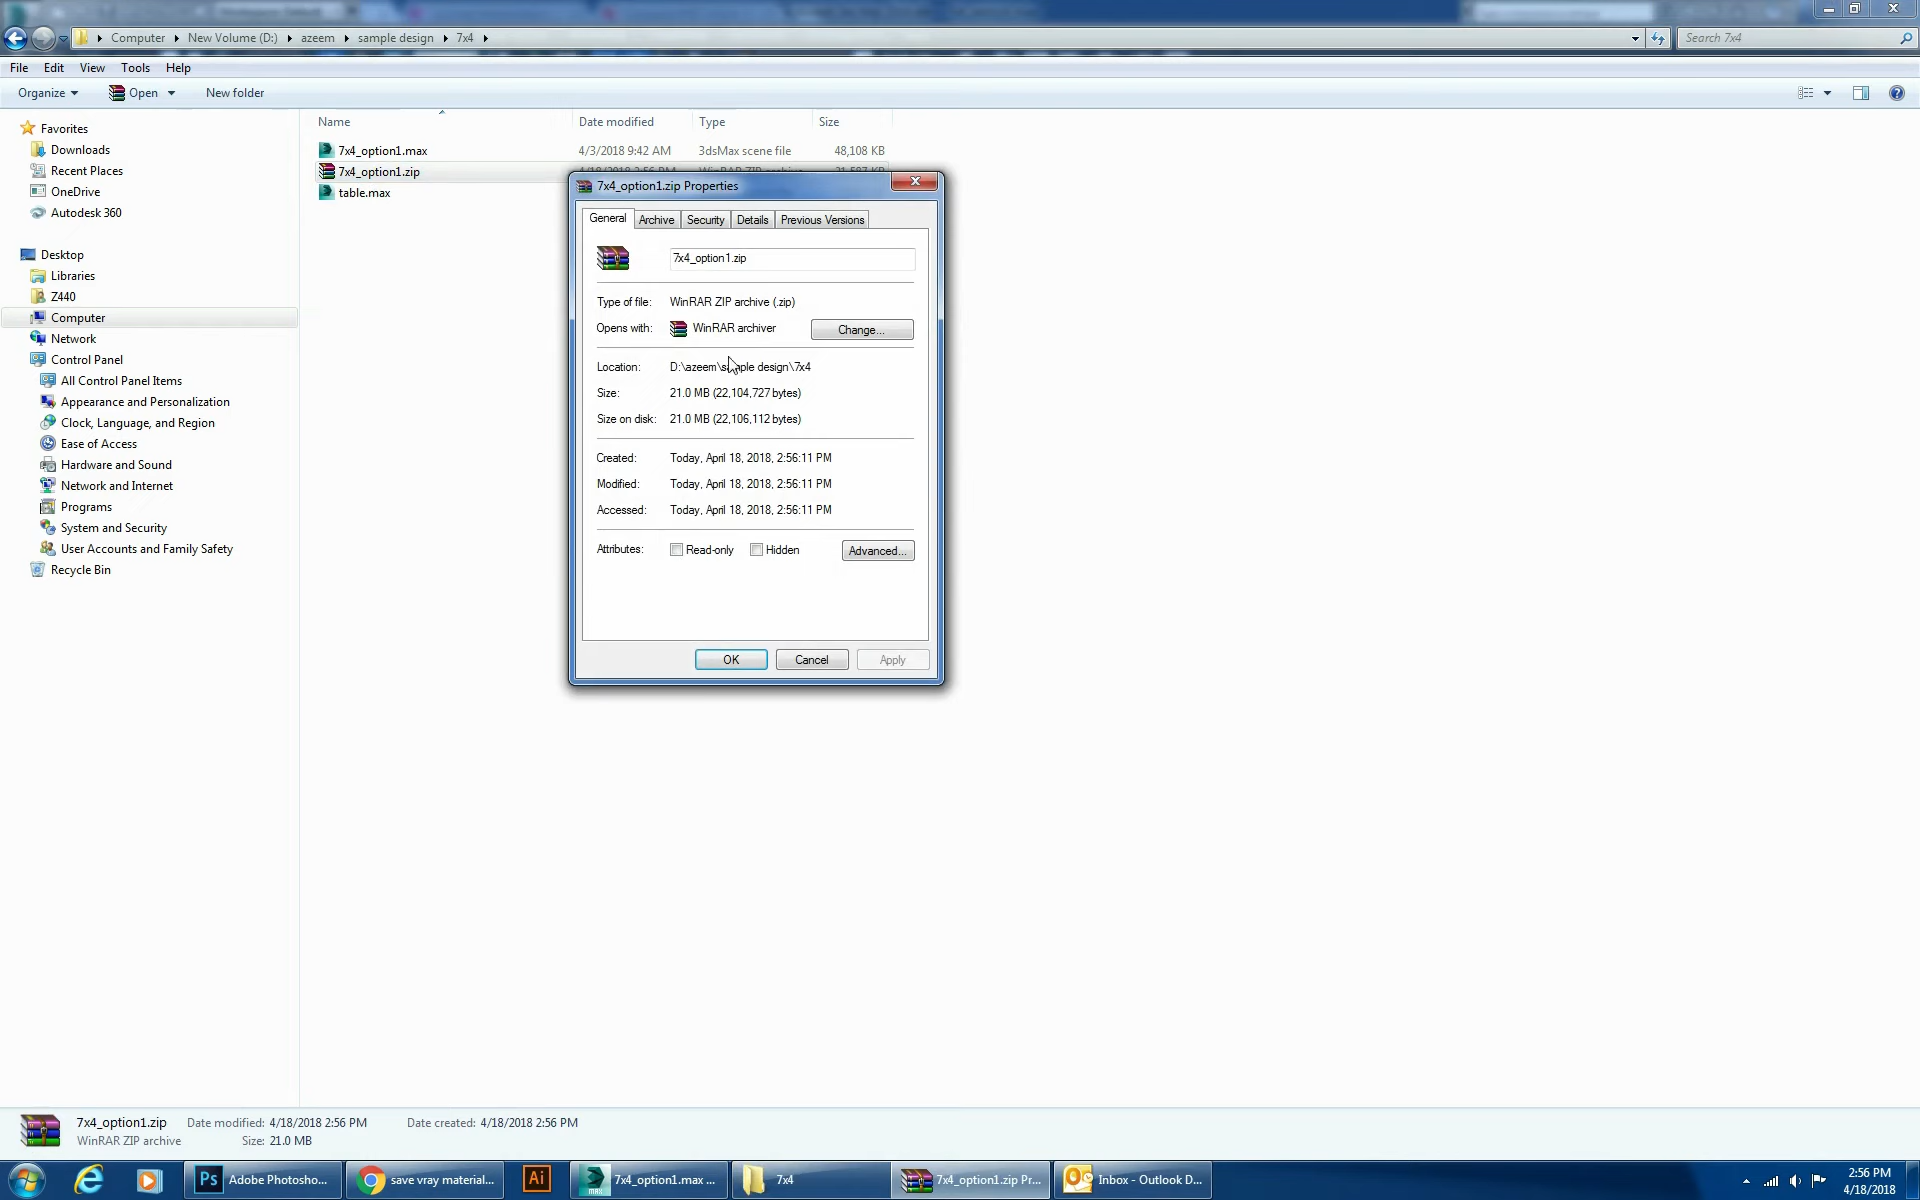 Computer New Volume (D:) azeem sample design 7x4
Search 7x4
File Edit View Tools Help
Organize Open New folder
Favorites
Downloads
Recent Places
OneDrive
Autodesk 360
Desktop
Libraries
Z440
Computer
Network
Control Panel
All Control Panel Items
Appearance and Personalization
Clock, Language, and Region
Ease of Access
Hardware and Sound
Network and Internet
Programs
System and Security
User Accounts and Family Safety
Recycle Bin
Name Date modified Type Size
7x4_option1.max 4/3/2018 9:42 AM 3dsMax scene file 48,108 KB
7x4_option1.zip
table.max
7x4_option1.zip Properties
General Archive Security Details Previous Versions
7x4_option1.zip
Type of file: WinRAR ZIP archive (.zip)
Opens with: WinRAR archiver Change...
Location: D:\azeem\sample design\7x4
Size: 21.0 MB (22,104,727 bytes)
Size on disk: 21.0 MB (22,106,112 bytes)
Created: Today, April 18, 2018, 2:56:11 PM
Modified: Today, April 18, 2018, 2:56:11 PM
Accessed: Today, April 18, 2018, 2:56:11 PM
Attributes: Read-only Hidden Advanced...
OK Cancel Apply
7x4_option1.zip Date modified: 4/18/2018 2:56 PM Date created: 4/18/2018 2:56 PM
WinRAR ZIP archive Size: 21.0 MB
Ps Adobe Photosho... save vray material... Ai MAX 7x4_option1.max ... 7x4 7x4_option1.zip Pr... Inbox - Outlook D...
2:56 PM
4/18/2018